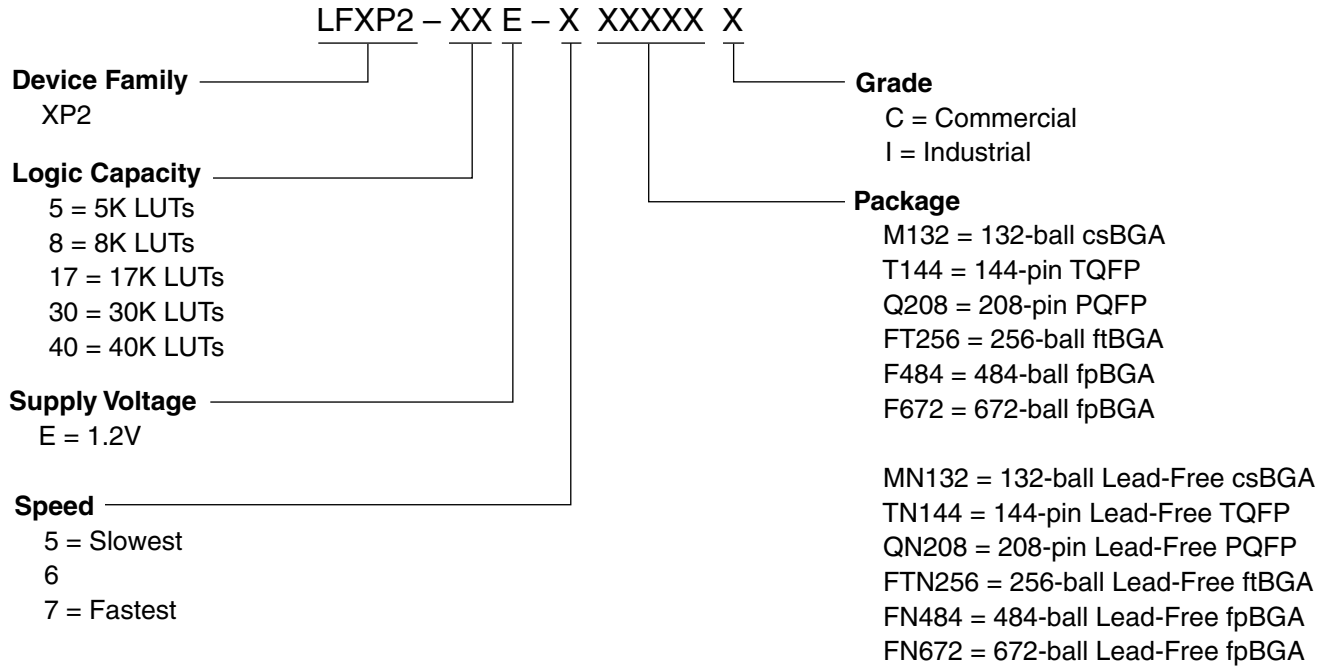 LFXP2 – XX E – X XXXXX X
Device Family
XP2
Logic Capacity
5 = 5K LUTs
8 = 8K LUTs
17 = 17K LUTs
30 = 30K LUTs
40 = 40K LUTs
Supply Voltage
E = 1.2V
Speed
5 = Slowest
6
7 = Fastest
Grade
C = Commercial
I = Industrial
Package
M132 = 132-ball csBGA
T144 = 144-pin TQFP
Q208 = 208-pin PQFP
FT256 = 256-ball ftBGA
F484 = 484-ball fpBGA
F672 = 672-ball fpBGA
MN132 = 132-ball Lead-Free csBGA
TN144 = 144-pin Lead-Free TQFP
QN208 = 208-pin Lead-Free PQFP
FTN256 = 256-ball Lead-Free ftBGA
FN484 = 484-ball Lead-Free fpBGA
FN672 = 672-ball Lead-Free fpBGA